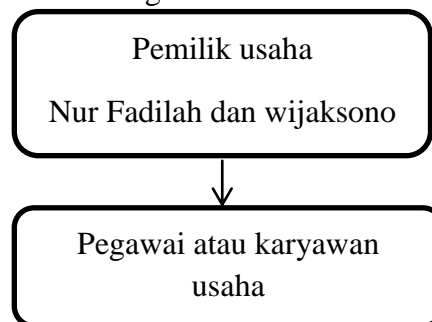 Pemilik usaha
Nur Fadilah dan wijaksono
Pegawai atau karyawan
usaha